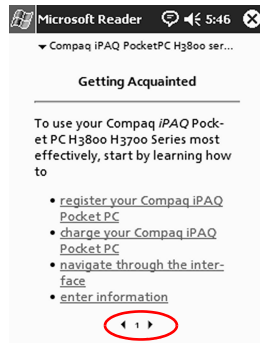 Microsoft Reader 5:46
Compaq iPAQ PocketPC H3800 ser...
Getting Acquainted
To use your Compaq iPAQ Pock-
et PC H3800 H3700 Series most
effectively, start by learning how
to
• register your Compaq iPAQ
Pocket PC
• charge your Compaq iPAQ
Pocket PC
• navigate through the inter-
face
• enter information
1